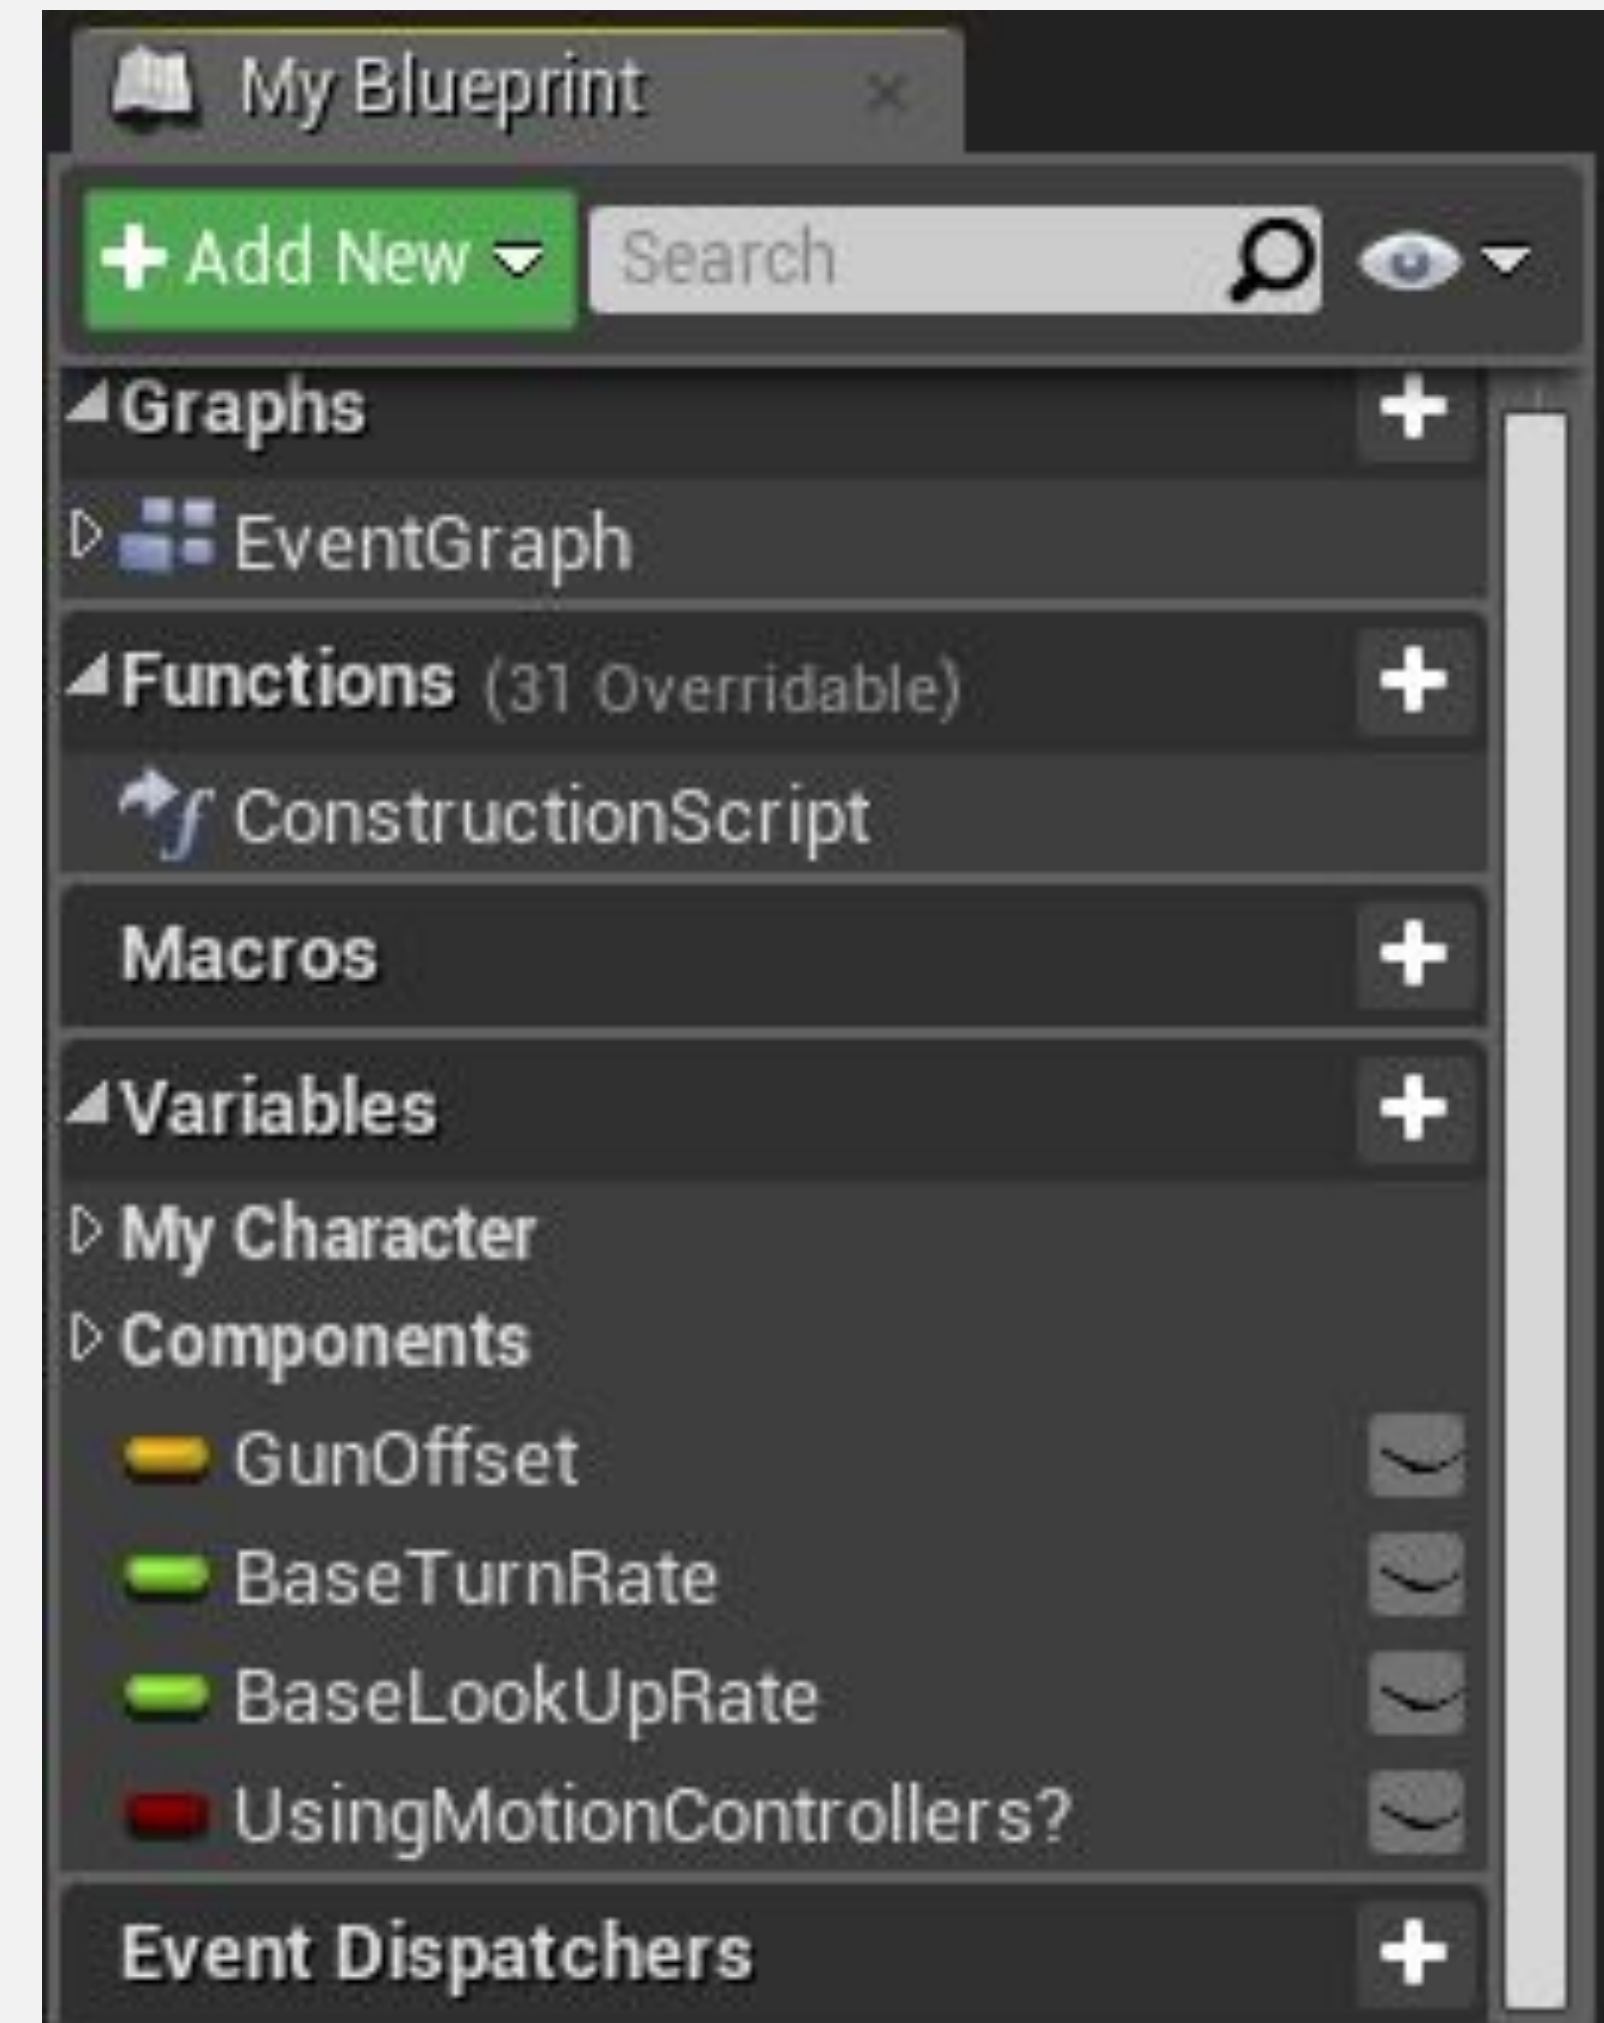 My Blueprint
Add New
Search
Graphs
EventGraph
Functions (31 Overridable)
ConstructionScript
Macros
Variables
My Character
Components
GunOffset
BaseTurnRate
BaseLookUpRate
UsingMotionControllers?
Event Dispatchers